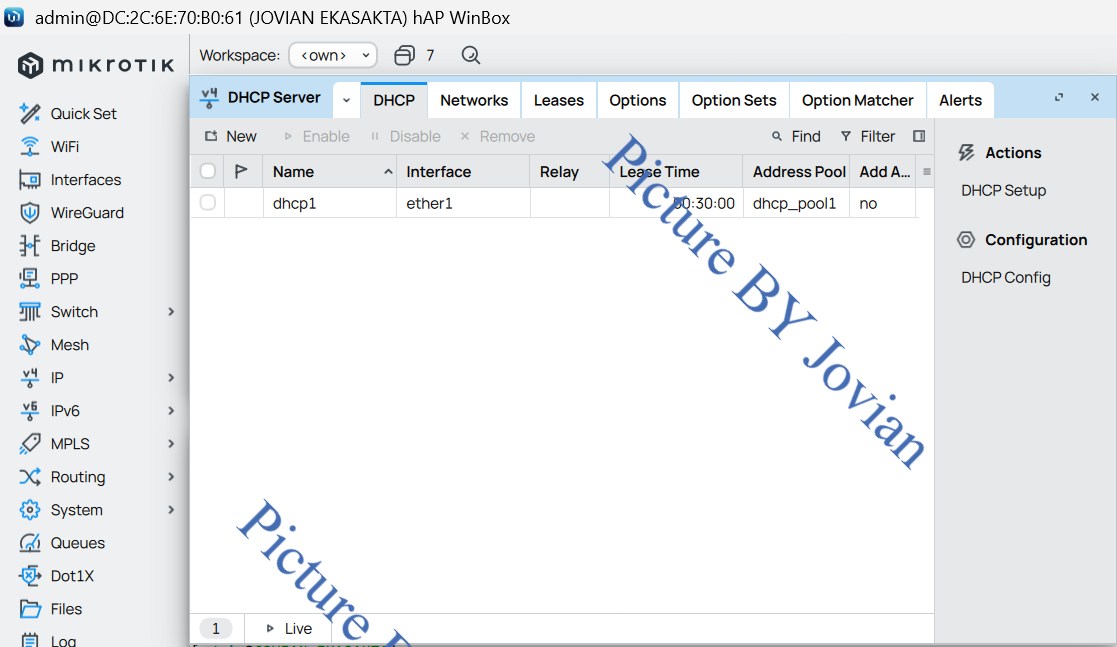 admin@DC:2C:6E:70:B0:61 (JOVIAN EKASAKTA) hAP WinBox
MIKROTIK
Workspace: <own> 7
Quick Set
WiFi
Interfaces
WireGuard
Bridge
PPP
Switch
Mesh
IP
IPv6
MPLS
Routing
System
Queues
Dot1X
Files
Log
v4 DHCP Server DHCP Networks Leases Options Option Sets Option Matcher Alerts
New Enable Disable Remove Find Filter
Name Interface Relay Lease Time Address Pool Add A...
dhcp1 ether1 00:30:00 dhcp_pool1 no
Actions
DHCP Setup
Configuration
DHCP Config
Picture BY Jovian
Picture
1 Live